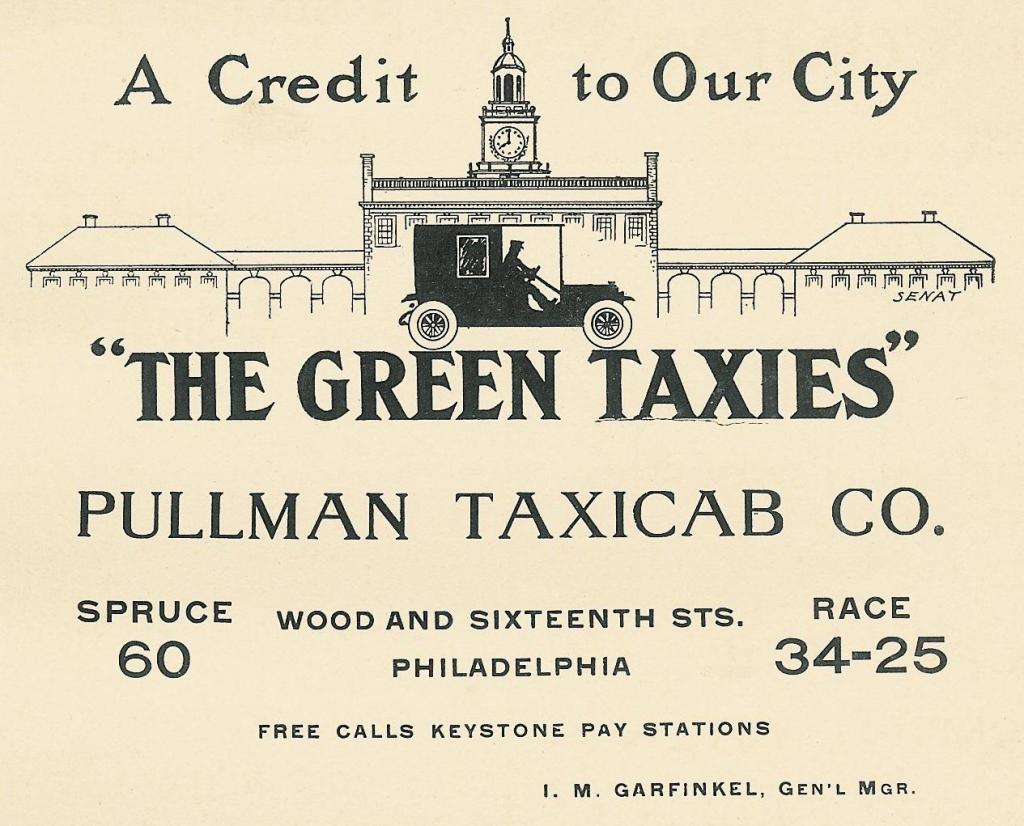 A Credit to Our City
SENAT
"THE GREEN TAXIES"
PULLMAN TAXICAB CO.
SPRUCE
60
WOOD AND SIXTEENTH STS.
PHILADELPHIA
RACE
34-25
FREE CALLS KEYSTONE PAY STATIONS
I. M. GARFINKEL, GEN'L MGR.